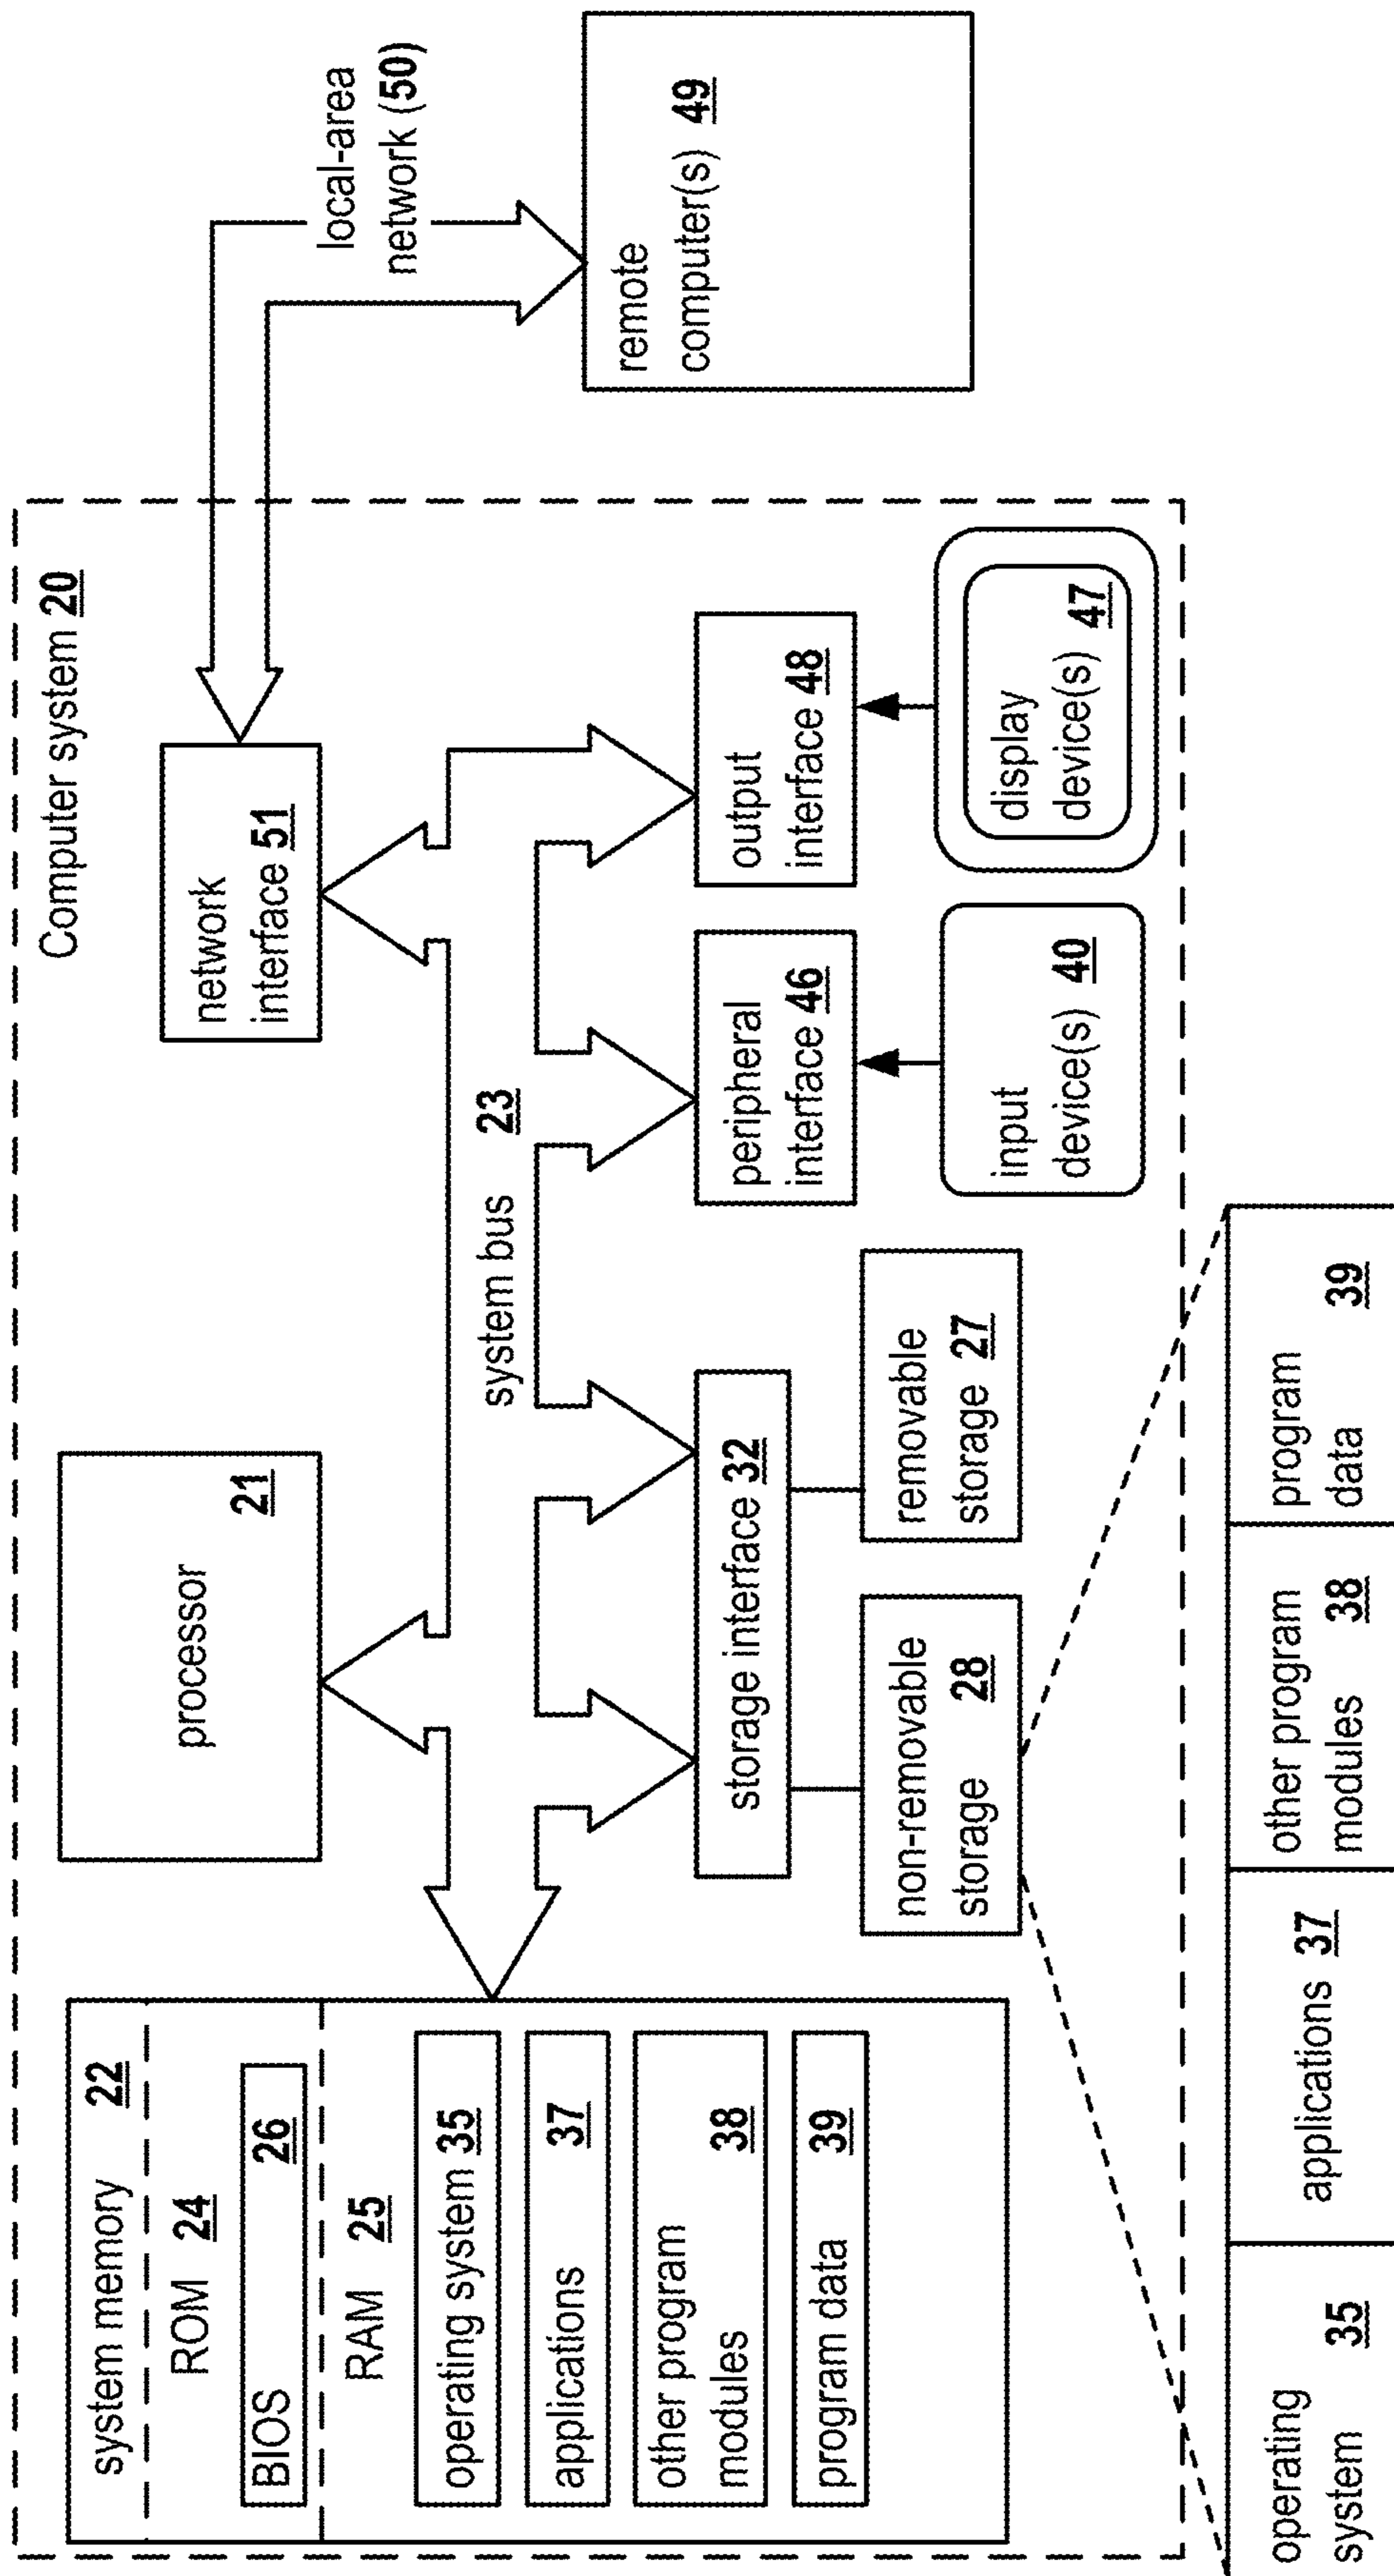 Computer system 20
system memory 22
ROM 24
BIOS 26
RAM 25
operating system 35
applications 37
other program
modules 38
program data 39
processor 21
network
interface 51
local-area
network (50)
system bus 23
storage interface 32
peripheral
interface 46
output
interface 48
remote
computer(s) 49
non-removable
storage 28
removable
storage 27
input
device(s) 40
display
device(s) 47
operating
system 35
applications 37
other program
modules 38
program
data 39